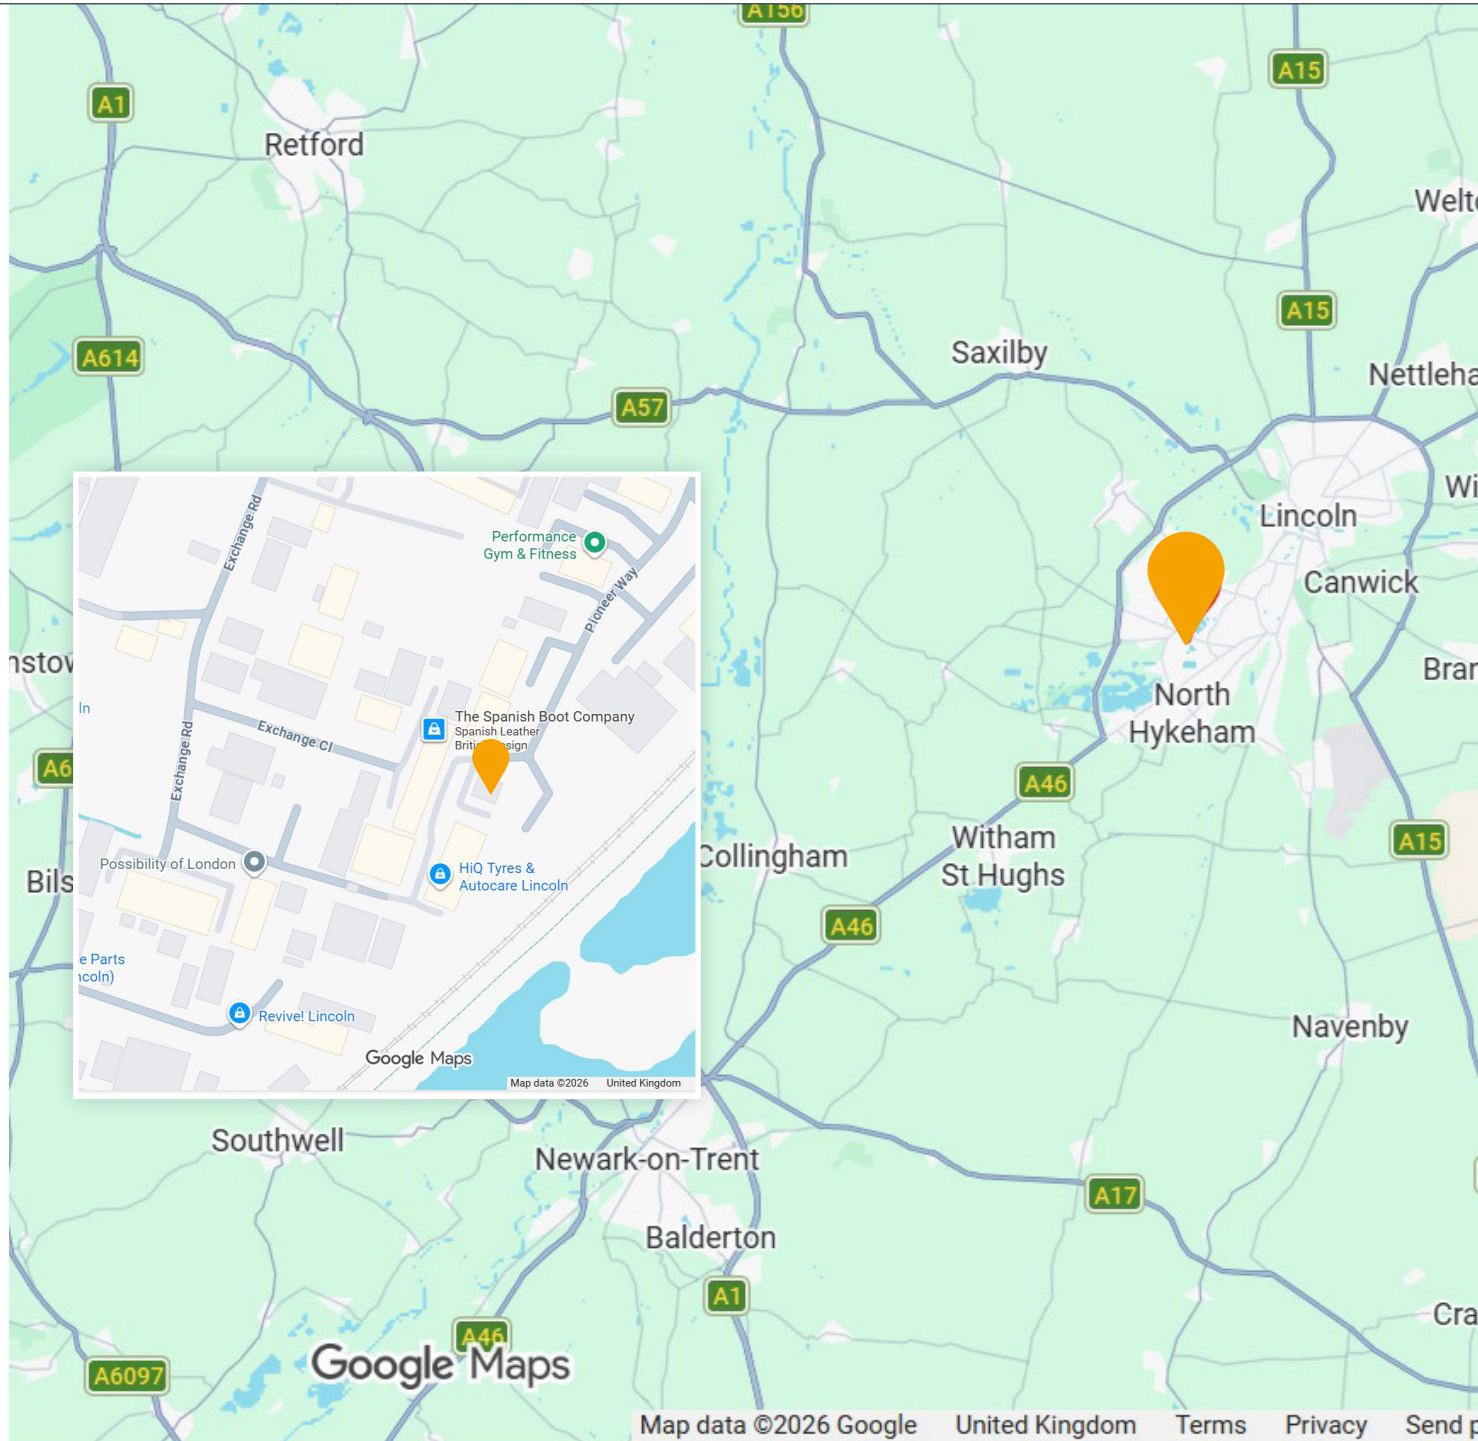 A156
A15
A1
Retford
Welt
A15
A614
Saxilby
Nettleha
A57
Wi
Lincoln
Canwick
nstov
Bran
North
Hykeham
A6
A46
Witham
St Hughs
A15
Collingham
Bils
A46
Navenby
Exchange Rd
Performance
Gym & Fitness
Pioneer Way
ln
The Spanish Boot Company
Spanish Leather
Exchange Cl
Exchange Rd
Possibility of London
HiQ Tyres &
Autocare Lincoln
e Parts
ncoln)
Revive! Lincoln
Google Maps
Map data ©2026 United Kingdom
Southwell
Newark-on-Trent
A17
Balderton
A1
Cra
A46
Google Maps
A6097
Map data ©2026 Google United Kingdom Terms Privacy Send